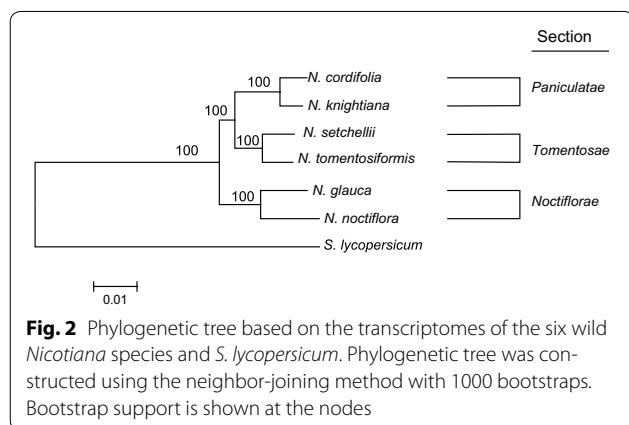 Section
100
N. cordifolia
Paniculatae
N. knightiana
100
100
N. setchellii
Tomentosae
N. tomentosiformis
100
100
N. glauca
Noctiflorae
N. noctiflora
S. lycopersicum
0.01
Fig. 2 Phylogenetic tree based on the transcriptomes of the six wild
Nicotiana species and S. lycopersicum. Phylogenetic tree was con-
structed using the neighbor-joining method with 1000 bootstraps.
Bootstrap support is shown at the nodes